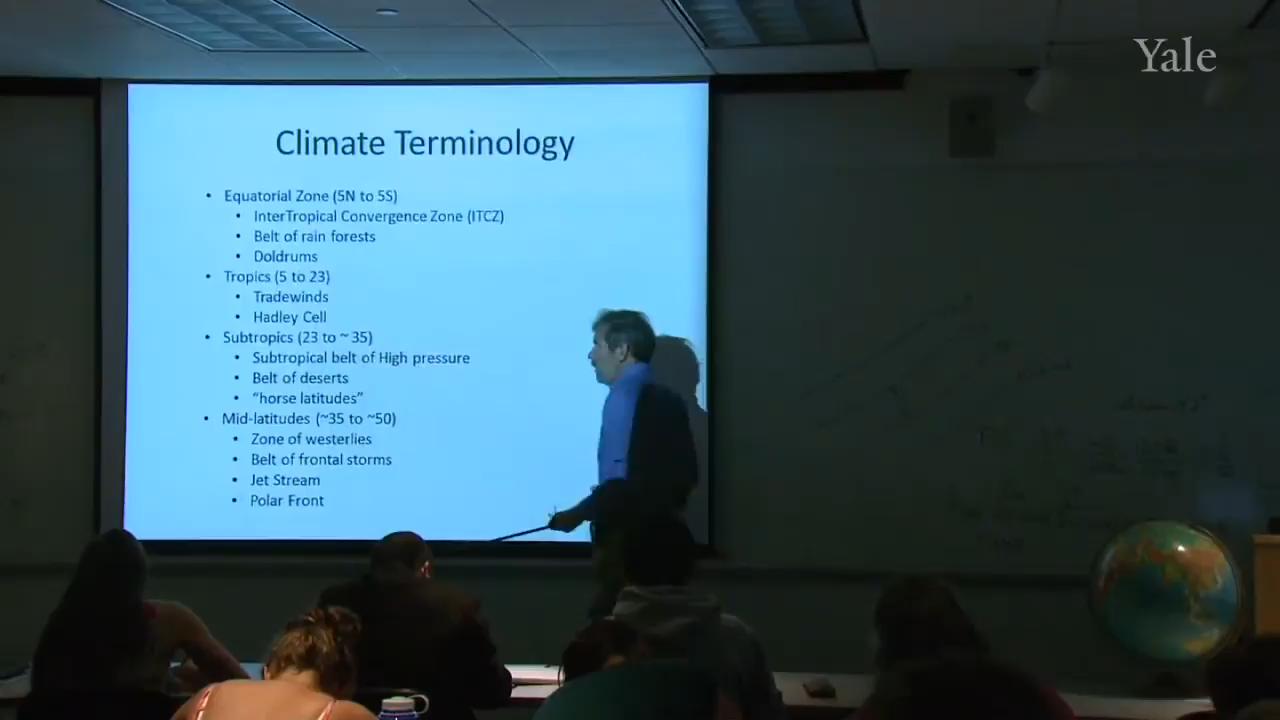 Yale
Climate Terminology
• Equatorial Zone (5N to 5S)
• InterTropical Convergence Zone (ITCZ)
• Belt of rain forests
• Doldrums
• Tropics (5 to 23)
• Tradewinds
• Hadley Cell
• Subtropics (23 to ~ 35)
• Subtropical belt of High pressure
• Belt of deserts
• “horse latitudes”
• Mid-latitudes (~35 to ~50)
• Zone of westerlies
• Belt of frontal storms
• Jet Stream
• Polar Front